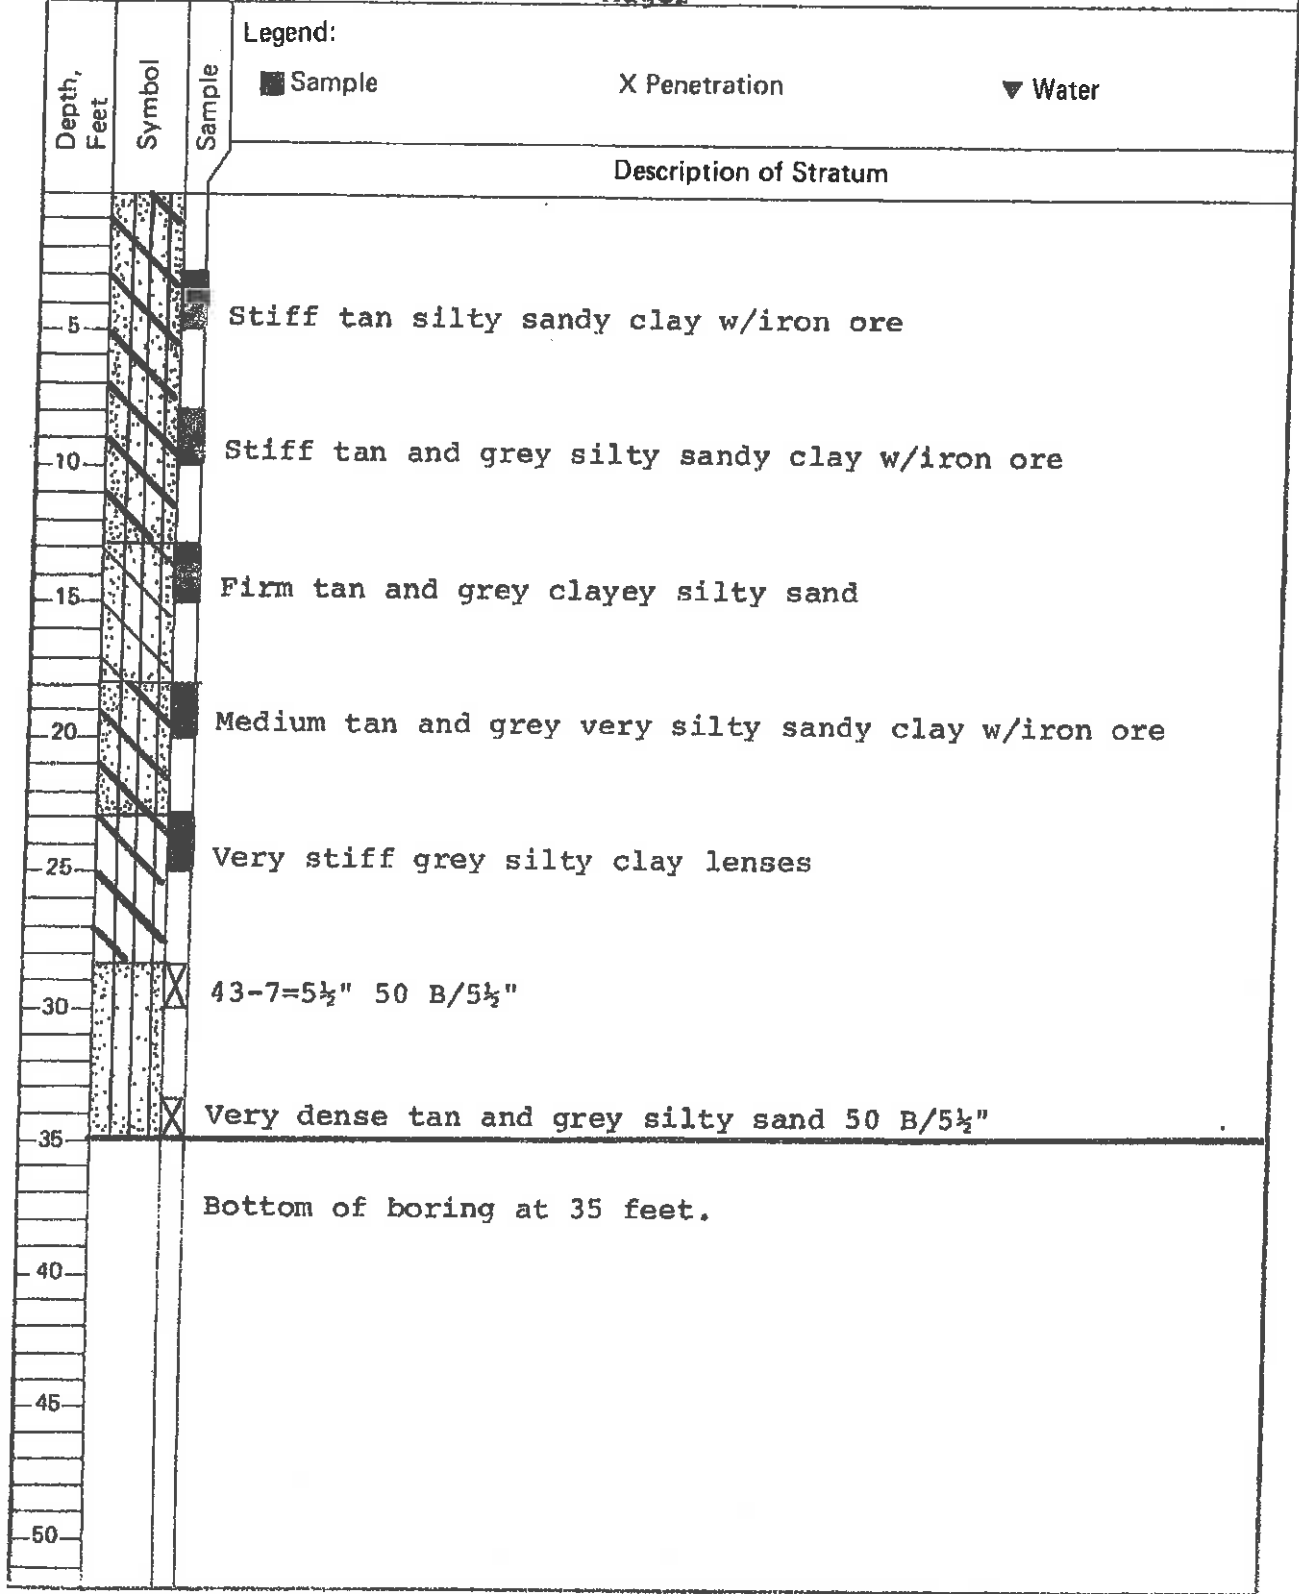 Legend:
Depth, Feet
Symbol
Sample
Sample X Penetration Water
Description of Stratum
5 Stiff tan silty sandy clay w/iron ore
10 Stiff tan and grey silty sandy clay w/iron ore
15 Firm tan and grey clayey silty sand
20 Medium tan and grey very silty sandy clay w/iron ore
25 Very stiff grey silty clay lenses
30 43-7=5½" 50 B/5½"
Very dense tan and grey silty sand 50 B/5½"
35
Bottom of boring at 35 feet.
40
45
50